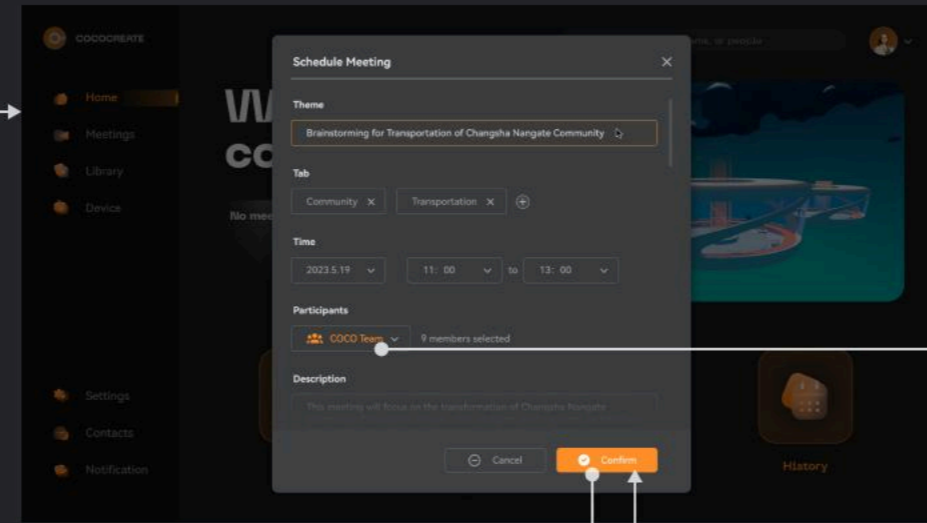 COCOCREATE
Schedule Meeting
Home
Theme
Brainstorming for Transportation of Changsha Nangate Community
Meetings
Library
Tab
Community
Transportation
Device
No mee
Time
2023.5.19
11: 00
to
13: 00
Participants
COCO Team
9 members selected
Description
This meeting will focus on the transformation of Changsha Nangate
Settings
Contacts
Notification
Cancel
Confirm
History